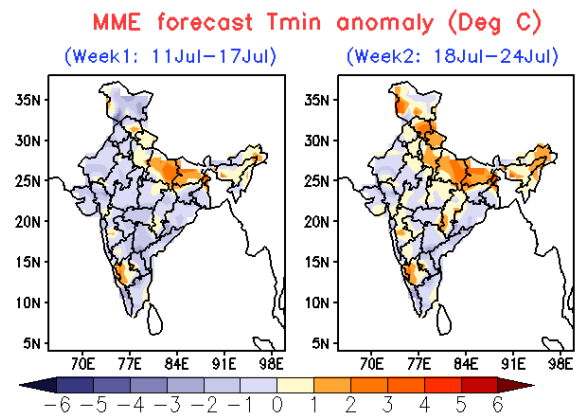 MME forecast Tmin anomaly (Deg C)
(Week1: 11Jul-17Jul) (Week2: 18Jul-24Jul)
35N 35N
30N 30N
25N 25N
20N 20N
15N 15N
10N 10N
5N 5N
70E 77E 84E 91E 98E 70E 77E 84E 91E 98E
-6 -5 -4 -3 -2 -1 0 1 2 3 4 5 6